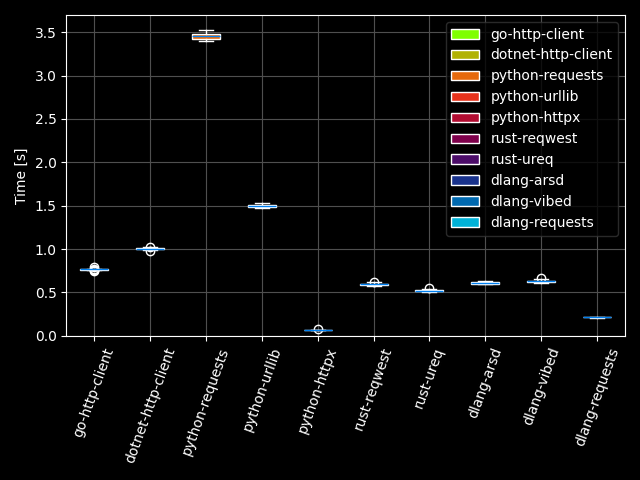 Time [s]
3.5
3.0
2.5
2.0
1.5
1.0
0.5
0.0
go-http-client
dotnet-http-client
python-requests
python-urllib
python-httpx
rust-reqwest
rust-ureq
dlang-arsd
dlang-vibed
dlang-requests
go-http-client
dotnet-http-client
python-requests
python-urllib
python-httpx
rust-reqwest
rust-ureq
dlang-arsd
dlang-vibed
dlang-requests